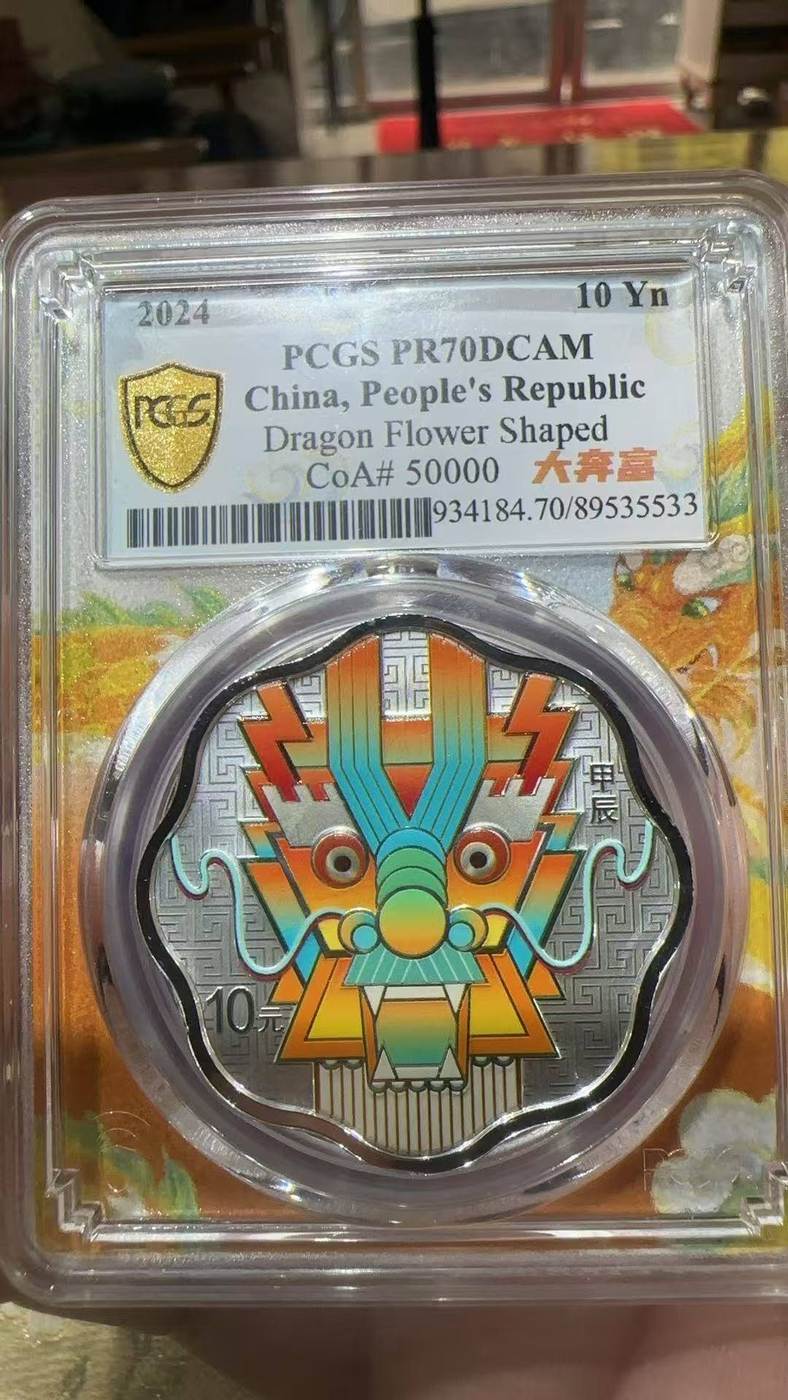 2024
10 Yn
PCGS PR70DCAM
PCGS
China, People's Republic
Dragon Flower Shaped
CoA# 50000 大奔富
934184.70/89535533
甲辰
10元